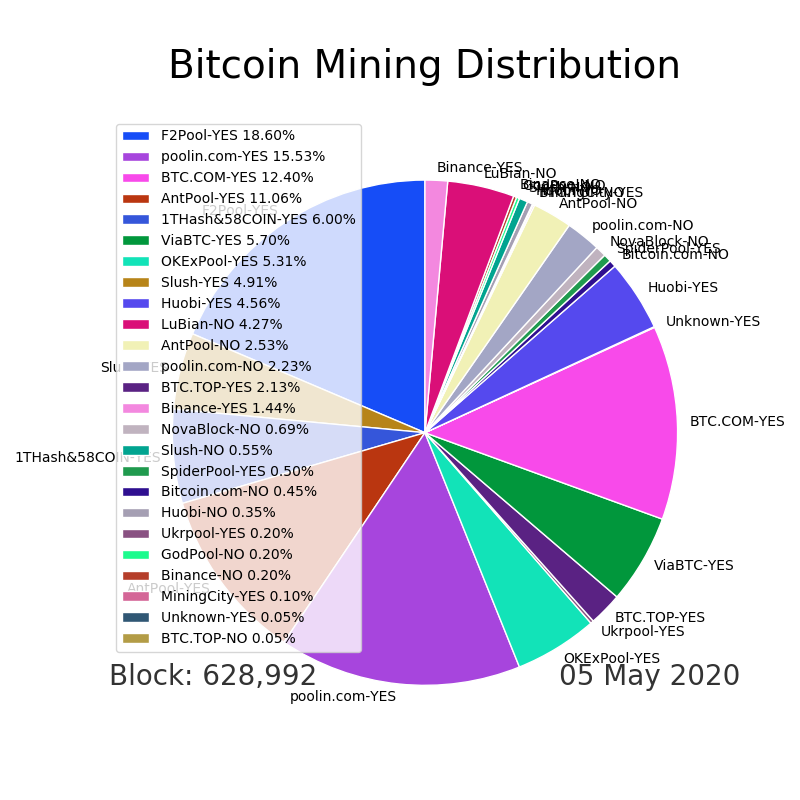 Bitcoin Mining Distribution
F2Pool-YES 18.60%
poolin.com-YES 15.53%
BTC.COM-YES 12.40%
AntPool-YES 11.06%
1THash&58COIN-YES 6.00%
ViaBTC-YES 5.70%
OKExPool-YES 5.31%
Slush-YES 4.91%
Huobi-YES 4.56%
LuBian-NO 4.27%
AntPool-NO 2.53%
poolin.com-NO 2.23%
BTC.TOP-YES 2.13%
Binance-YES 1.44%
NovaBlock-NO 0.69%
Slush-NO 0.55%
SpiderPool-YES 0.50%
Bitcoin.com-NO 0.45%
Huobi-NO 0.35%
Ukrpool-YES 0.20%
GodPool-NO 0.20%
Binance-NO 0.20%
MiningCity-YES 0.10%
Unknown-YES 0.05%
BTC.TOP-NO 0.05%
Binance-YES
LuBian-NO
AntPool-NO
poolin.com-NO
NovaBlock-NO
SpiderPool-YES
Bitcoin.com-NO
Huobi-YES
Unknown-YES
BTC.COM-YES
ViaBTC-YES
BTC.TOP-YES
Ukrpool-YES
OKExPool-YES
poolin.com-YES
AntPool-YES
1THash&58COIN-YES
F2Pool-YES
Block: 628,992
05 May 2020